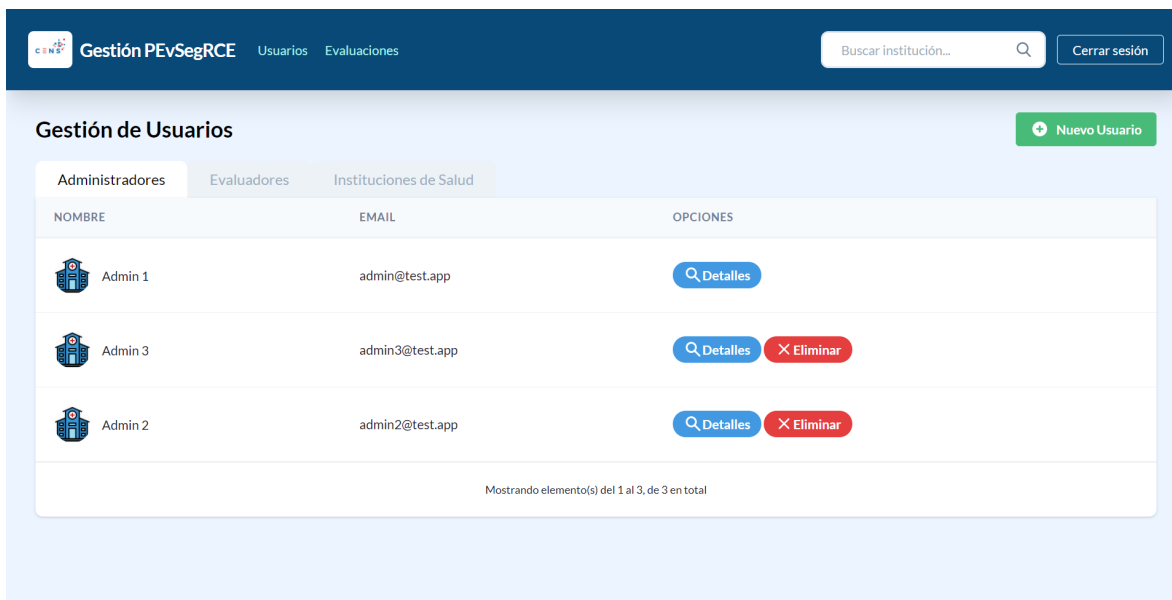 CENS Gestión PEvSegRCE Usuarios Evaluaciones Buscar institución... Cerrar sesión
Gestión de Usuarios Nuevo Usuario
Administradores Evaluadores Instituciones de Salud
NOMBRE EMAIL OPCIONES
Admin 1 admin@test.app Detalles
Admin 3 admin3@test.app Detalles Eliminar
Admin 2 admin2@test.app Detalles Eliminar
Mostrando elemento(s) del 1 al 3, de 3 en total